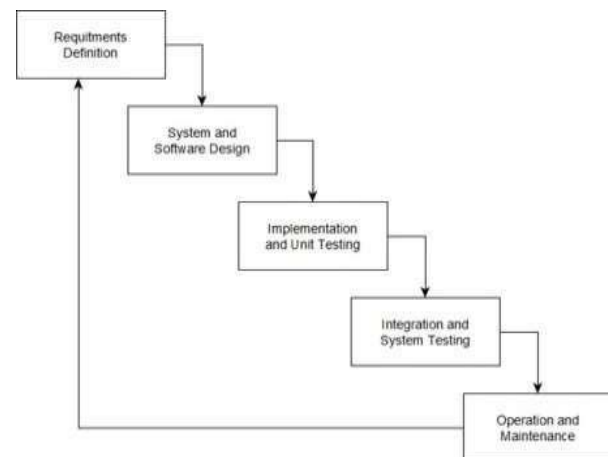 Requitments
Definition
System and
Software Design
Implementation
and Unit Testing
Integration and
System Testing
Operation and
Maintenance